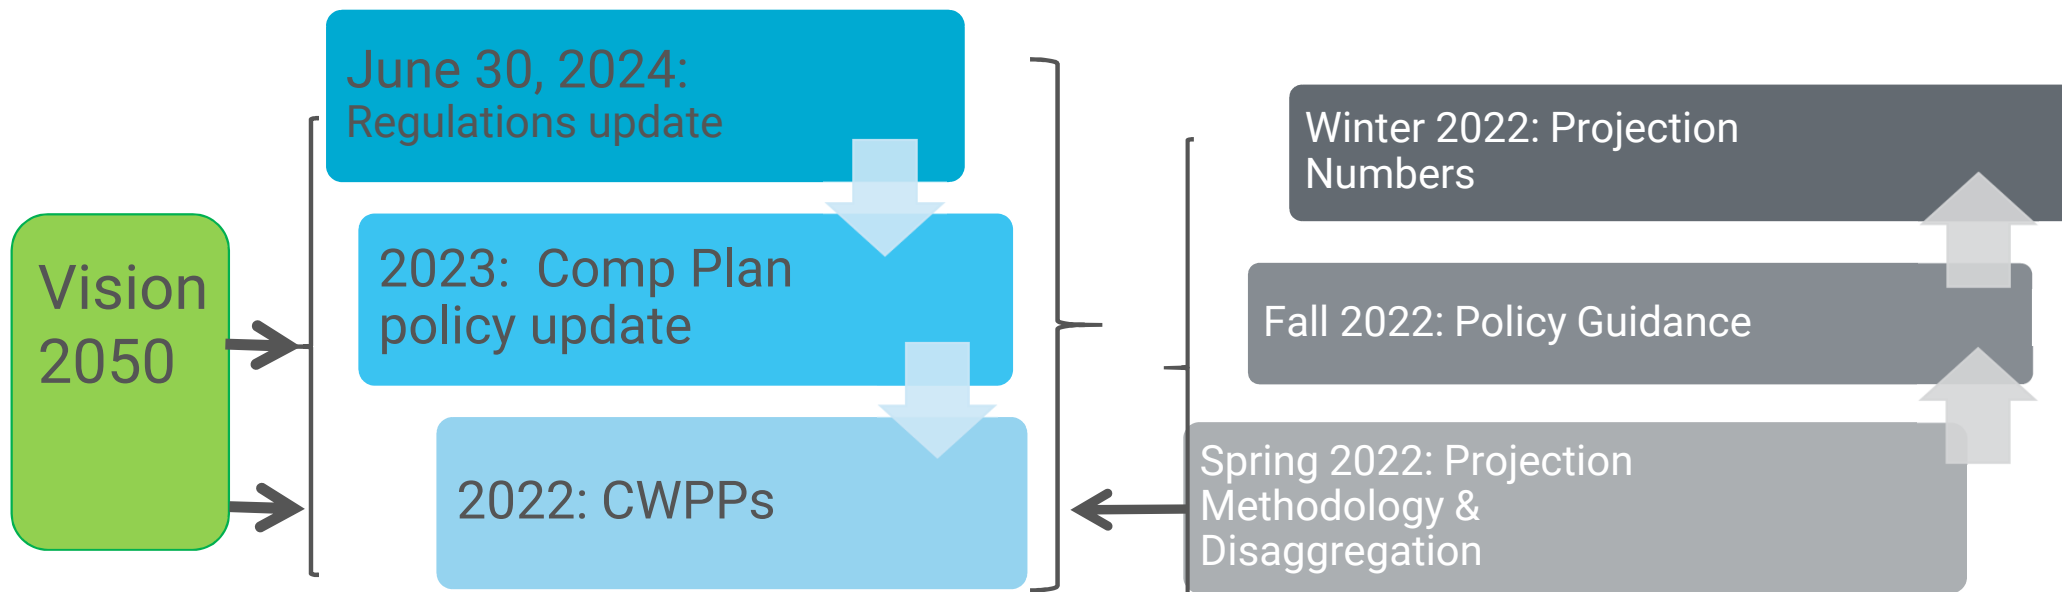 Vision
2050
June 30, 2024:
Regulations update
2023:  Comp Plan
policy update
2022: CWPPs
Winter 2022: Projection
Numbers
Fall 2022: Policy Guidance
Spring 2022: Projection
Methodology &
Disaggregation